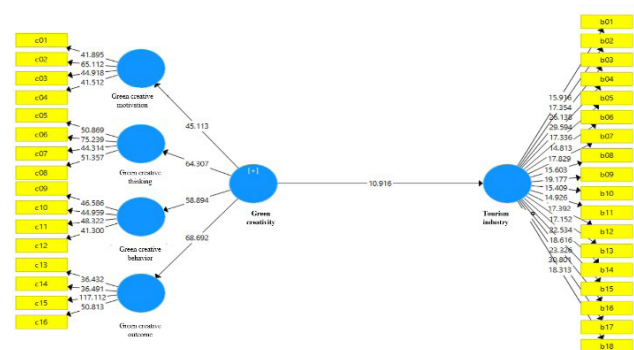 c01
c02
c03
c04
c05
c06
c07
c08
c09
c10
c11
c12
c13
c14
c15
c16
41.895
65.112
44.918
41.512
50.869
75.239
44.314
51.357
46.586
44.959
48.322
41.300
36.432
36.491
117.112
50.813
Green creative
motivation
Green creative
thinking
Green creative
behavior
Green creative
outcome
45.113
64.307
58.894
68.692
[+]
Green
creativity
10.916
Tourism
industry
15.916
17.354
26.138
29.594
17.336
14.813
17.829
15.603
19.177
15.409
14.926
17.392
17.152
22.534
18.616
23.326
18.313
b01
b02
b03
b04
b05
b06
b07
b08
b09
b10
b11
b12
b13
b14
b15
b16
b17
b18